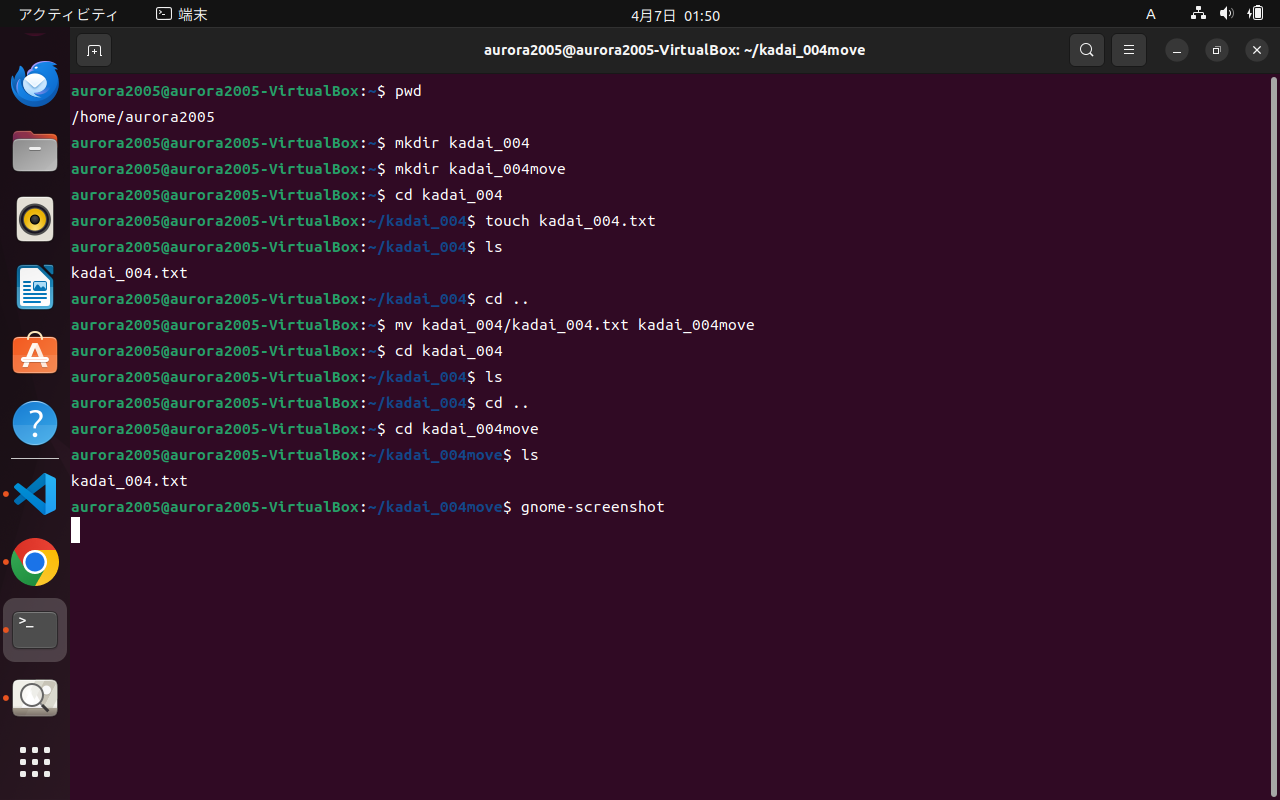 アクティビティ 端末 4月7日 01:50 A
aurora2005@aurora2005-VirtualBox: ~/kadai_004move
aurora2005@aurora2005-VirtualBox:~$ pwd
/home/aurora2005
aurora2005@aurora2005-VirtualBox:~$ mkdir kadai_004
aurora2005@aurora2005-VirtualBox:~$ mkdir kadai_004move
aurora2005@aurora2005-VirtualBox:~$ cd kadai_004
aurora2005@aurora2005-VirtualBox:~/kadai_004$ touch kadai_004.txt
aurora2005@aurora2005-VirtualBox:~/kadai_004$ ls
kadai_004.txt
aurora2005@aurora2005-VirtualBox:~/kadai_004$ cd ..
aurora2005@aurora2005-VirtualBox:~$ mv kadai_004/kadai_004.txt kadai_004move
aurora2005@aurora2005-VirtualBox:~$ cd kadai_004
aurora2005@aurora2005-VirtualBox:~/kadai_004$ ls
aurora2005@aurora2005-VirtualBox:~/kadai_004$ cd ..
aurora2005@aurora2005-VirtualBox:~$ cd kadai_004move
aurora2005@aurora2005-VirtualBox:~/kadai_004move$ ls
kadai_004.txt
aurora2005@aurora2005-VirtualBox:~/kadai_004move$ gnome-screenshot